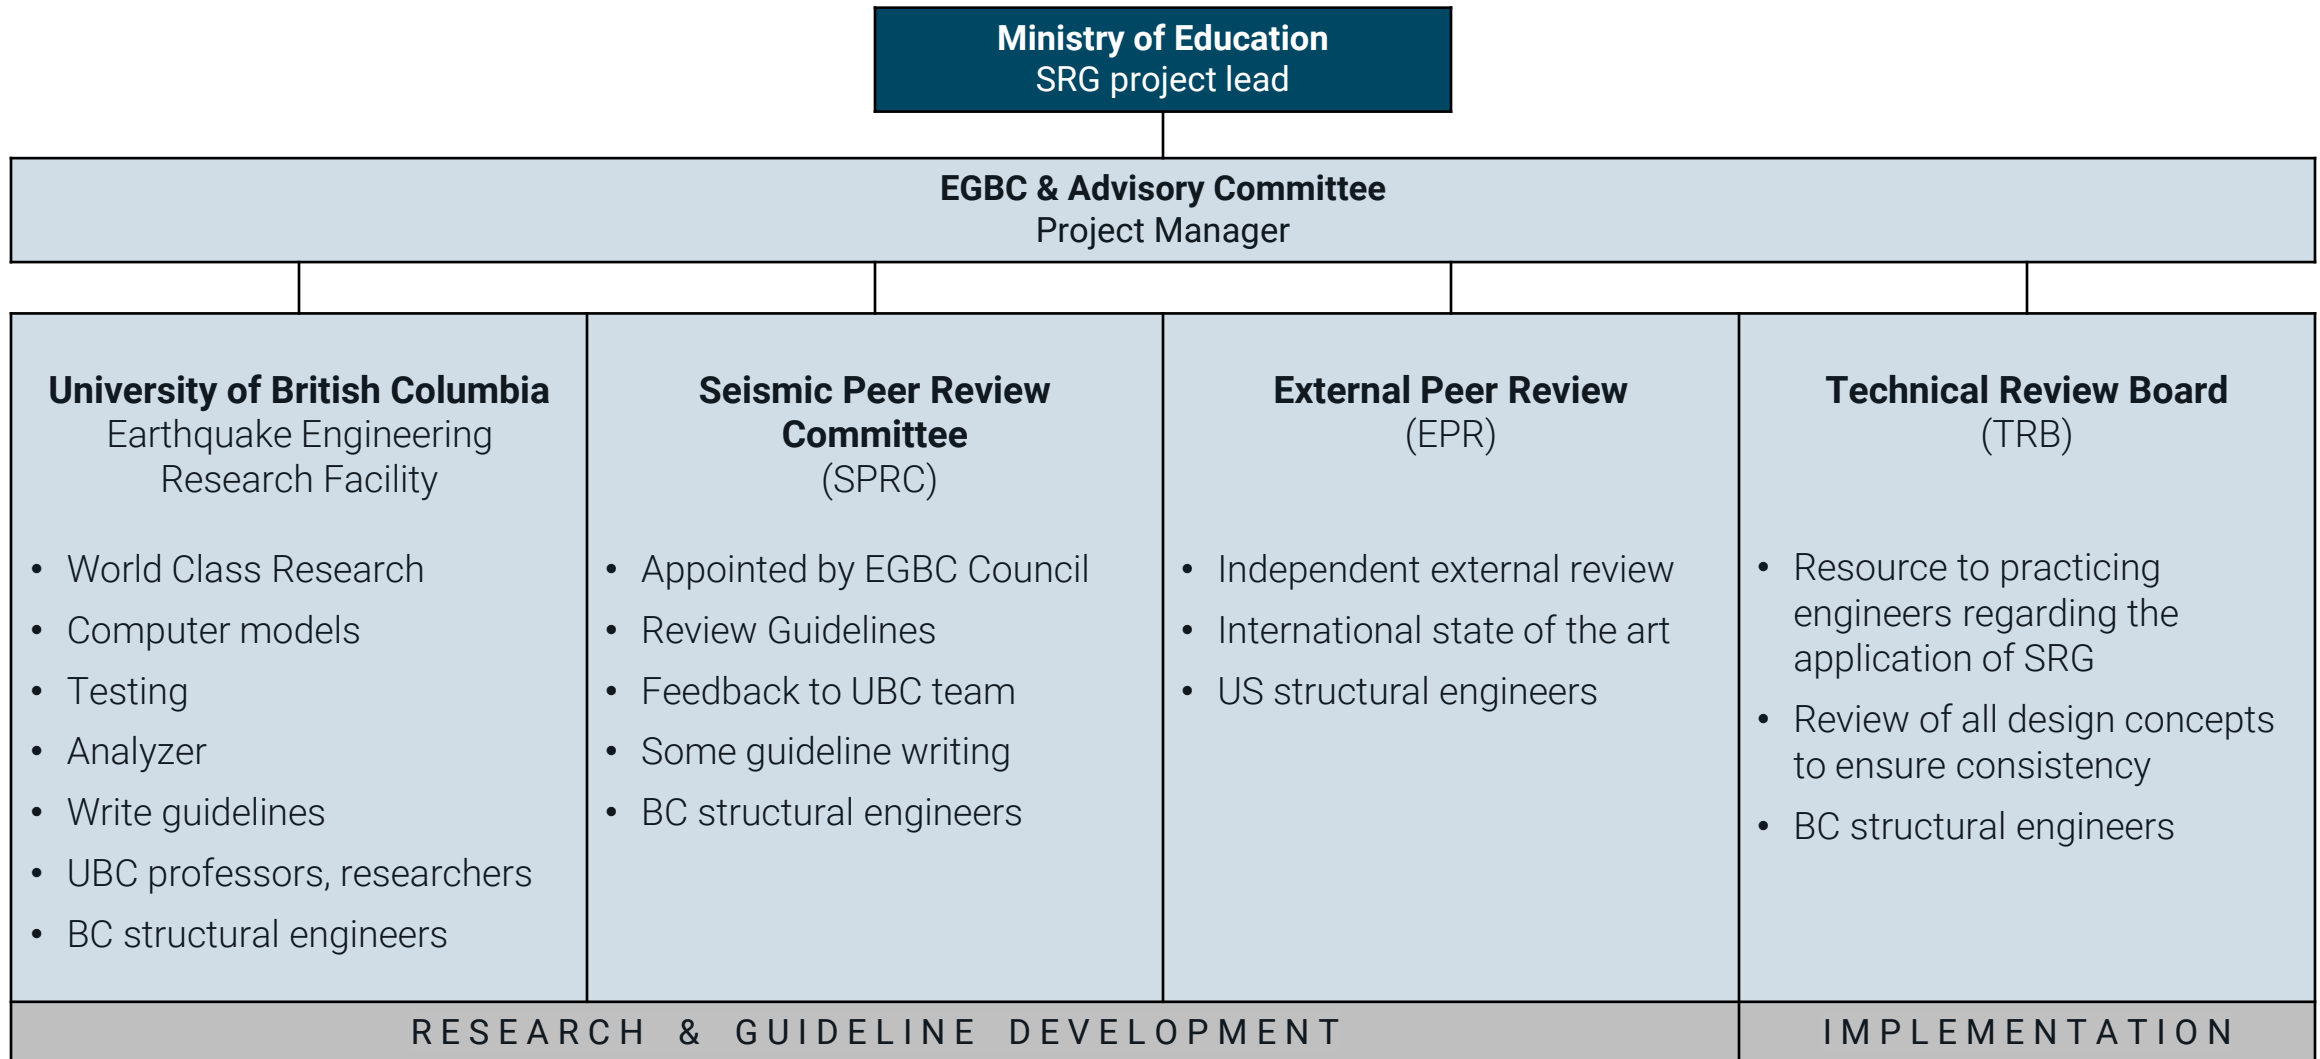 Ministry of Education
SRG project lead
EGBC & Advisory Committee
Project Manager
University of British Columbia
Earthquake Engineering
Research Facility
• World Class Research
• Computer models
• Testing
• Analyzer
• Write guidelines
• UBC professors, researchers
• BC structural engineers
Seismic Peer Review
Committee
(SPRC)
• Appointed by EGBC Council
• Review Guidelines
• Feedback to UBC team
• Some guideline writing
• BC structural engineers
External Peer Review
(EPR)
• Independent external review
• International state of the art
• US structural engineers
Technical Review Board
(TRB)
• Resource to practicing
engineers regarding the
application of SRG
• Review of all design concepts
to ensure consistency
• BC structural engineers
RESEARCH & GUIDELINE DEVELOPMENT
IMPLEMENTATION